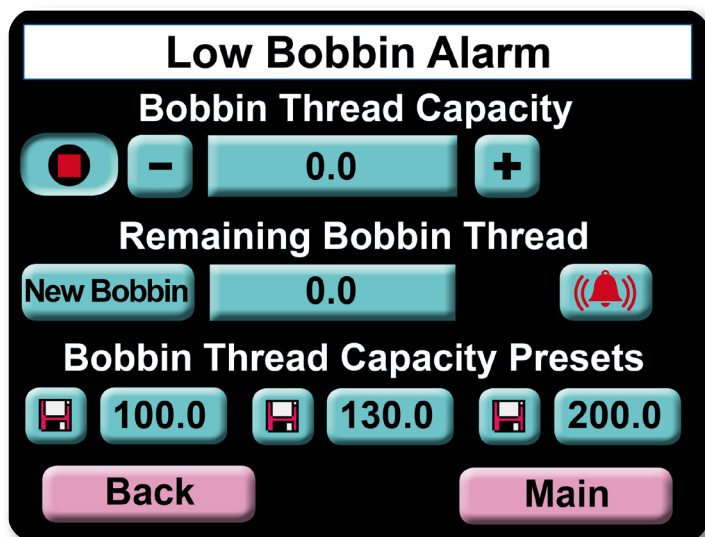 Low Bobbin Alarm
Bobbin Thread Capacity
- 0.0 +
Remaining Bobbin Thread
New Bobbin 0.0
Bobbin Thread Capacity Presets
100.0 130.0 200.0
Back Main